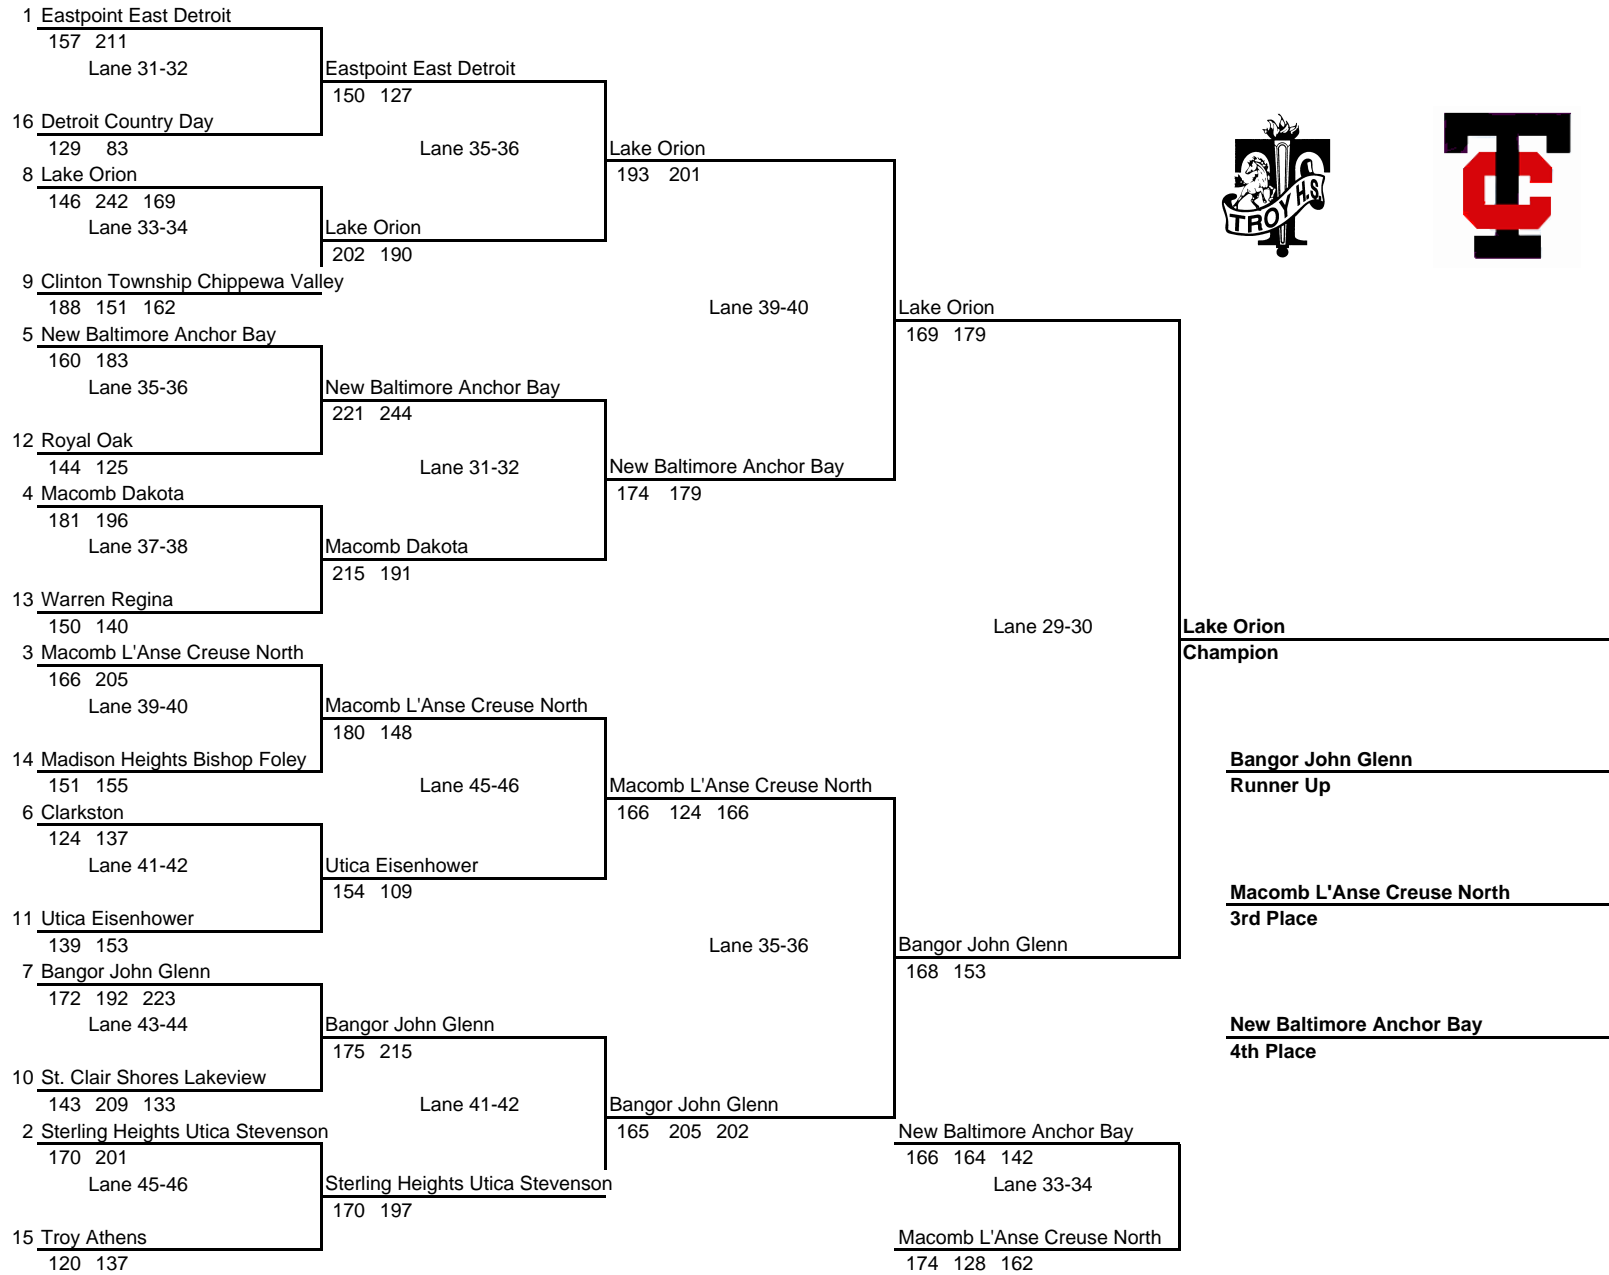 1 Eastpoint East Detroit
157 211
Lane 31-32
16 Detroit Country Day
129 83
8 Lake Orion
146 242 169
Lane 33-34
9 Clinton Township Chippewa Valley
188 151 162
5 New Baltimore Anchor Bay
160 183
Lane 35-36
12 Royal Oak
144 125
4 Macomb Dakota
181 196
Lane 37-38
13 Warren Regina
150 140
3 Macomb L'Anse Creuse North
166 205
Lane 39-40
14 Madison Heights Bishop Foley
151 155
6 Clarkston
124 137
Lane 41-42
11 Utica Eisenhower
139 153
7 Bangor John Glenn
172 192 223
Lane 43-44
10 St. Clair Shores Lakeview
143 209 133
2 Sterling Heights Utica Stevenson
170 201
Lane 45-46
15 Troy Athens
120 137
Eastpoint East Detroit
150 127
Lane 35-36
Lake Orion
202 190
New Baltimore Anchor Bay
221 244
Lane 31-32
Macomb Dakota
215 191
Macomb L'Anse Creuse North
180 148
Lane 45-46
Utica Eisenhower
154 109
Bangor John Glenn
175 215
Lane 41-42
Sterling Heights Utica Stevenson
170 197
Lake Orion
193 201
Lane 39-40
New Baltimore Anchor Bay
174 179
Macomb L'Anse Creuse North
166 124 166
Lane 35-36
Bangor John Glenn
165 205 202
Lake Orion
169 179
Lane 29-30
Bangor John Glenn
168 153
New Baltimore Anchor Bay
166 164 142
Lane 33-34
Macomb L'Anse Creuse North
174 128 162
T
TROY H.S.
TC
Lake Orion
Champion
Bangor John Glenn
Runner Up
Macomb L'Anse Creuse North
3rd Place
New Baltimore Anchor Bay
4th Place